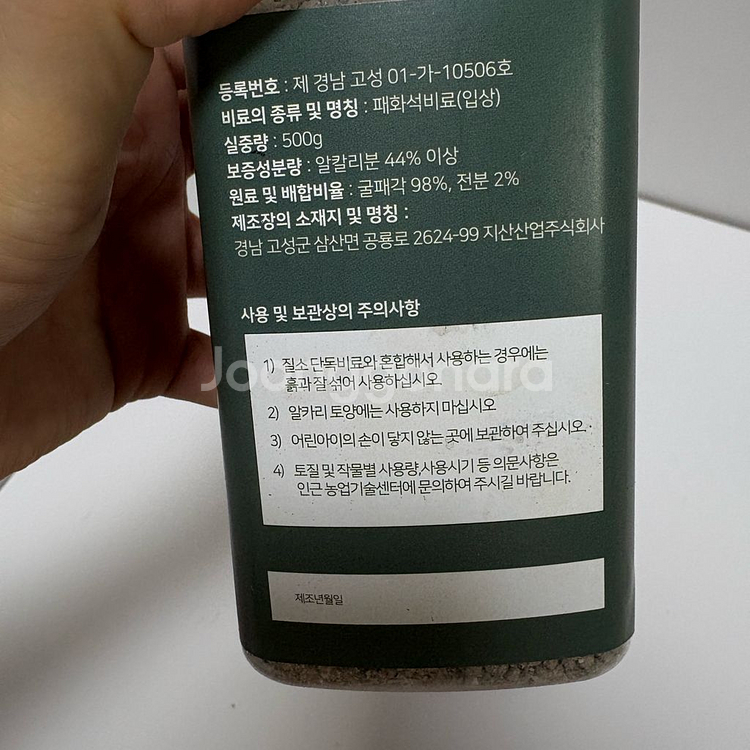 등록번호 : 제 경남 고성 01-가-10506호
비료의 종류 및 명칭 : 패화석비료(입상)
실중량 : 500g
보증성분량 : 알칼리분 44% 이상
원료 및 배합비율 : 굴패각 98%, 전분 2%
제조장의 소재지 및 명칭 :
경남 고성군 삼산면 공룡로 2624-99 지산산업주식회사
사용 및 보관상의 주의사항
1) 질소 단독비료와 혼합해서 사용하는 경우에는
흙과 잘 섞어 사용하십시오.
2) 알카리 토양에는 사용하지 마십시오
3) 어린아이의 손이 닿지 않는 곳에 보관하여 주십시오.
4) 토질 및 작물별 사용량,사용시기 등 의문사항은
인근 농업기술센터에 문의하여 주시길 바랍니다.
제조년월일
Joonggonara